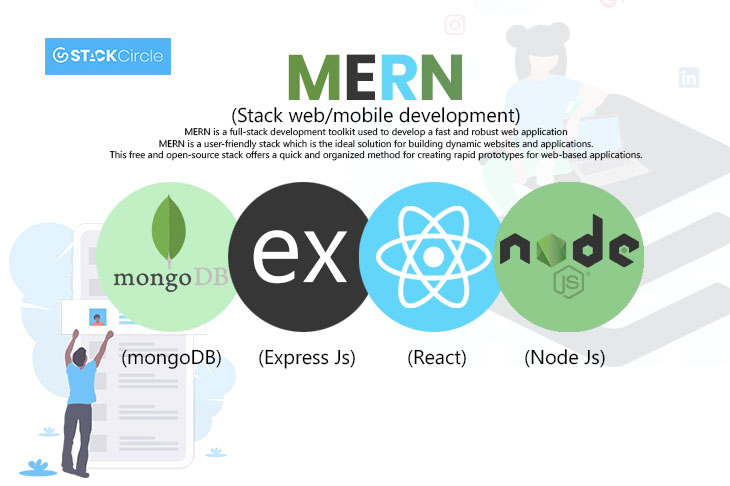 STACKCircle
MERN
(Stack web/mobile development)
MERN is a full-stack development toolkit used to develop a fast and robust web application
MERN is a user-friendly stack which is the ideal solution for building dynamic websites and applications.
This free and open-source stack offers a quick and organized method for creating rapid prototypes for web-based applications.
mongoDB
ex
node
JS
(mongoDB)
(Express Js)
(React)
(Node Js)
in